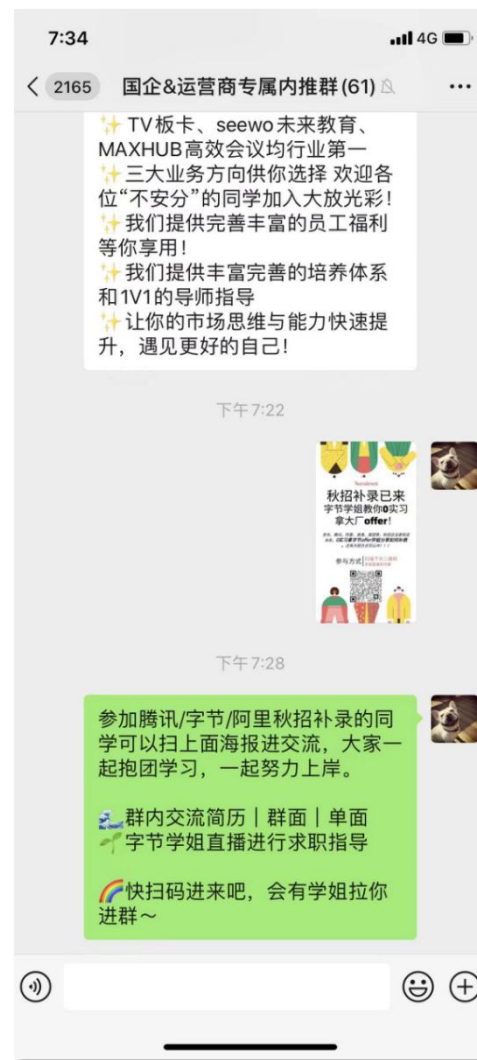 7:34
4G
2165
国企&运营商专属内推群(61)
✨ TV板卡、seewo未来教育、
MAXHUB高效会议均行业第一
✨三大业务方向供你选择 欢迎各
位“不安分”的同学加入大放光彩！
✨我们提供完善丰富的员工福利
等你享用！
✨我们提供丰富完善的培养体系
和1V1的导师指导
✨让你的市场思维与能力快速提
升，遇见更好的自己！
下午7:22
秋招补录已来
字节学姐教你0实习
拿大厂offer！
参与方式
下午7:28
参加腾讯/字节/阿里秋招补录的同
学可以扫上面海报进交流，大家一
起抱团学习，一起努力上岸。
🌊群内交流简历｜群面｜单面
🌱字节学姐直播进行求职指导
🌈快扫码进来吧，会有学姐拉你
进群～